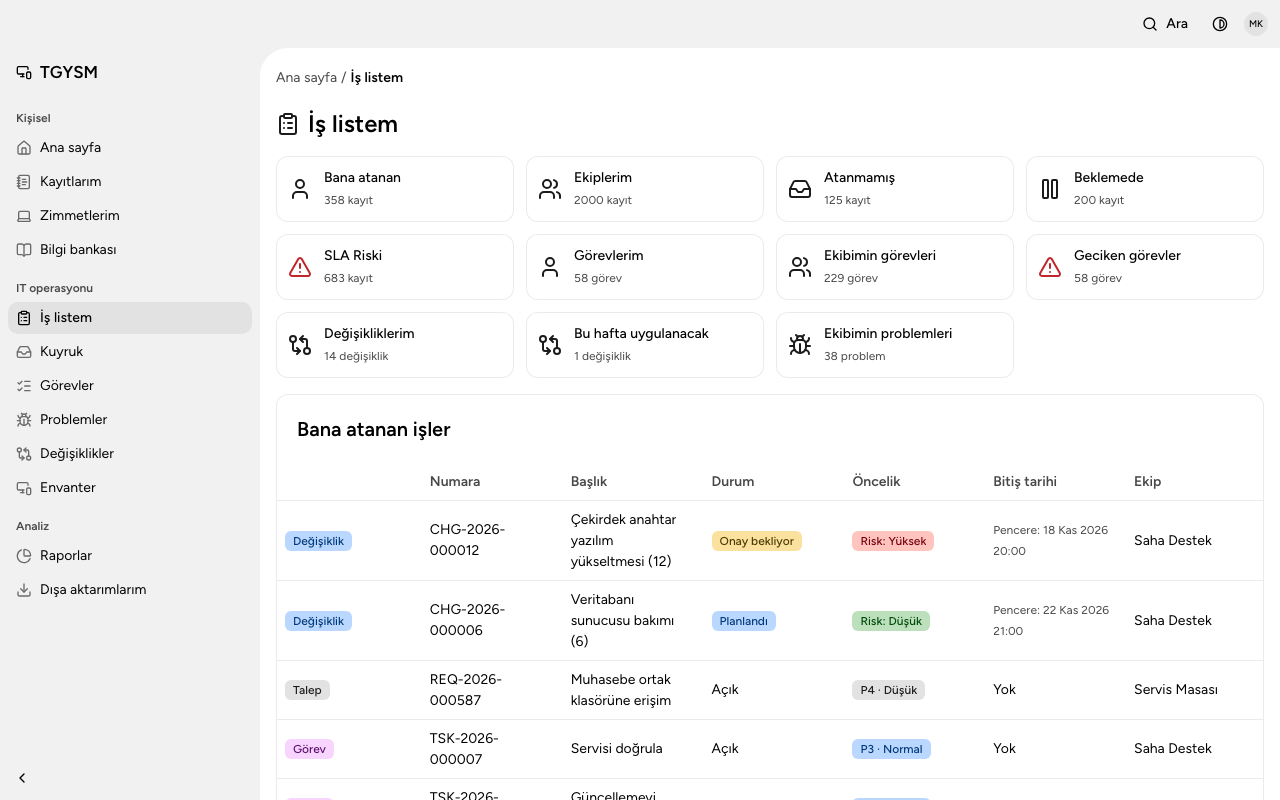 Ara
MK
TGYSM
Kişisel
Ana sayfa
Kayıtlarım
Zimmetlerim
Bilgi bankası
IT operasyonu
İş listem
Kuyruk
Görevler
Problemler
Değişiklikler
Envanter
Analiz
Raporlar
Dışa aktarımlarım
Ana sayfa / İş listem
İş listem
Bana atanan
358 kayıt
Ekiplerim
2000 kayıt
Atanmamış
125 kayıt
Beklemede
200 kayıt
SLA Riski
683 kayıt
Görevlerim
58 görev
Ekibimin görevleri
229 görev
Geciken görevler
58 görev
Değişikliklerim
14 değişiklik
Bu hafta uygulanacak
1 değişiklik
Ekibimin problemleri
38 problem
Bana atanan işler
Numara Başlık Durum Öncelik Bitiş tarihi Ekip
Değişiklik
CHG-2026-
000012
Çekirdek anahtar
yazılım
yükseltmesi (12)
Onay bekliyor
Risk: Yüksek
Pencere: 18 Kas 2026
20:00
Saha Destek
Değişiklik
CHG-2026-
000006
Veritabanı
sunucusu bakımı
(6)
Planlandı
Risk: Düşük
Pencere: 22 Kas 2026
21:00
Saha Destek
Talep
REQ-2026-
000587
Muhasebe ortak
klasörüne erişim
Açık
P4 · Düşük
Yok
Servis Masası
Görev
TSK-2026-
000007
Servisi doğrula
Açık
P3 · Normal
Yok
Saha Destek
TSK-2026-
Güncellemeyi